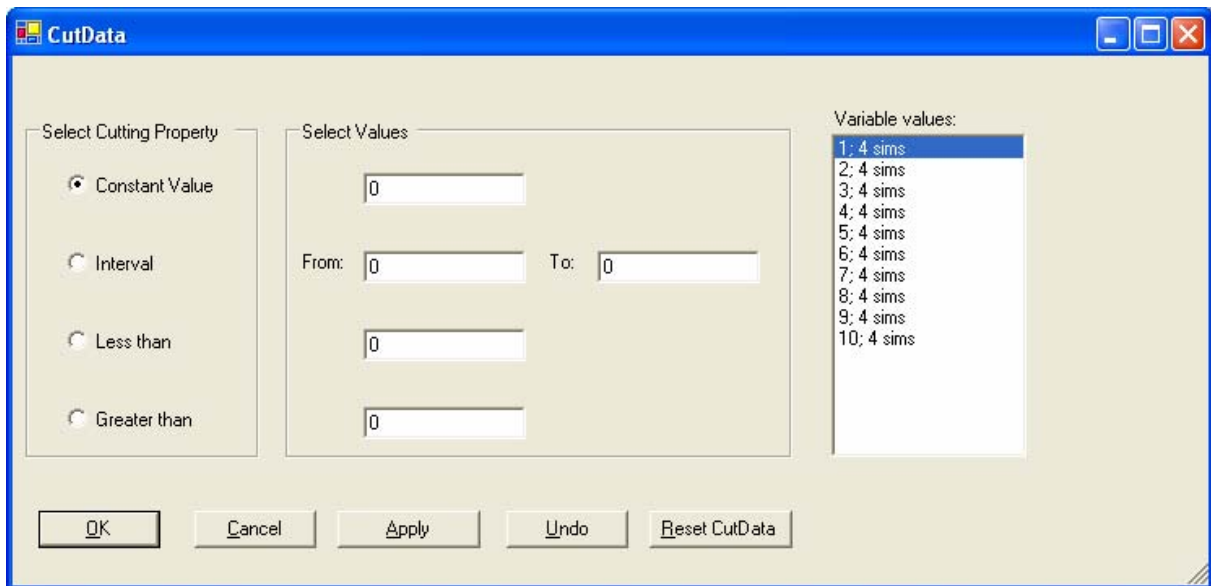 CutData
Select Cutting Property
Constant Value
Interval
Less than
Greater than
Select Values
0
From: 0 To: 0
0
0
Variable values:
1; 4 sims
2; 4 sims
3; 4 sims
4; 4 sims
5; 4 sims
6; 4 sims
7; 4 sims
8; 4 sims
9; 4 sims
10; 4 sims
OK Cancel Apply Undo Reset CutData